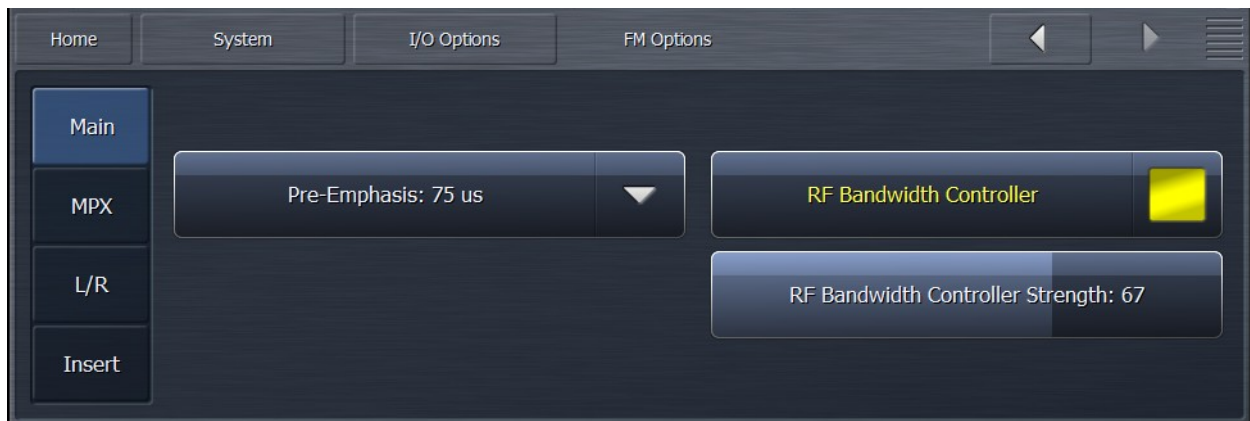 Home System I/O Options FM Options
Main
Pre-Emphasis: 75 us RF Bandwidth Controller
MPX
L/R
RF Bandwidth Controller Strength: 67
Insert